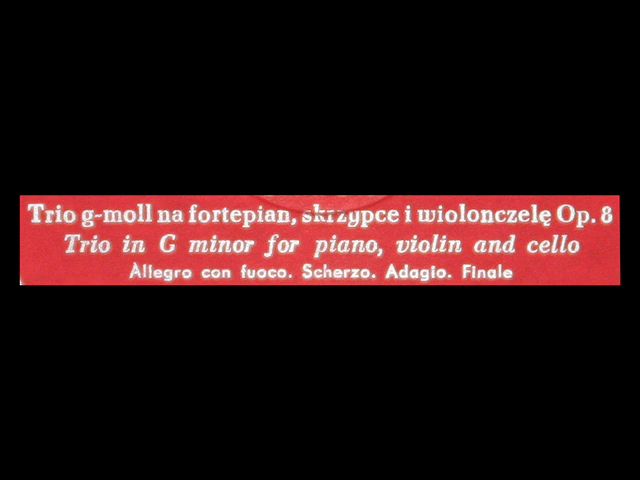 Trio g-moll na fortepian, skrzypce i wiolonczelę Op. 8
Trio in G minor for piano, violin and cello
Allegro con fuoco. Scherzo. Adagio. Finale